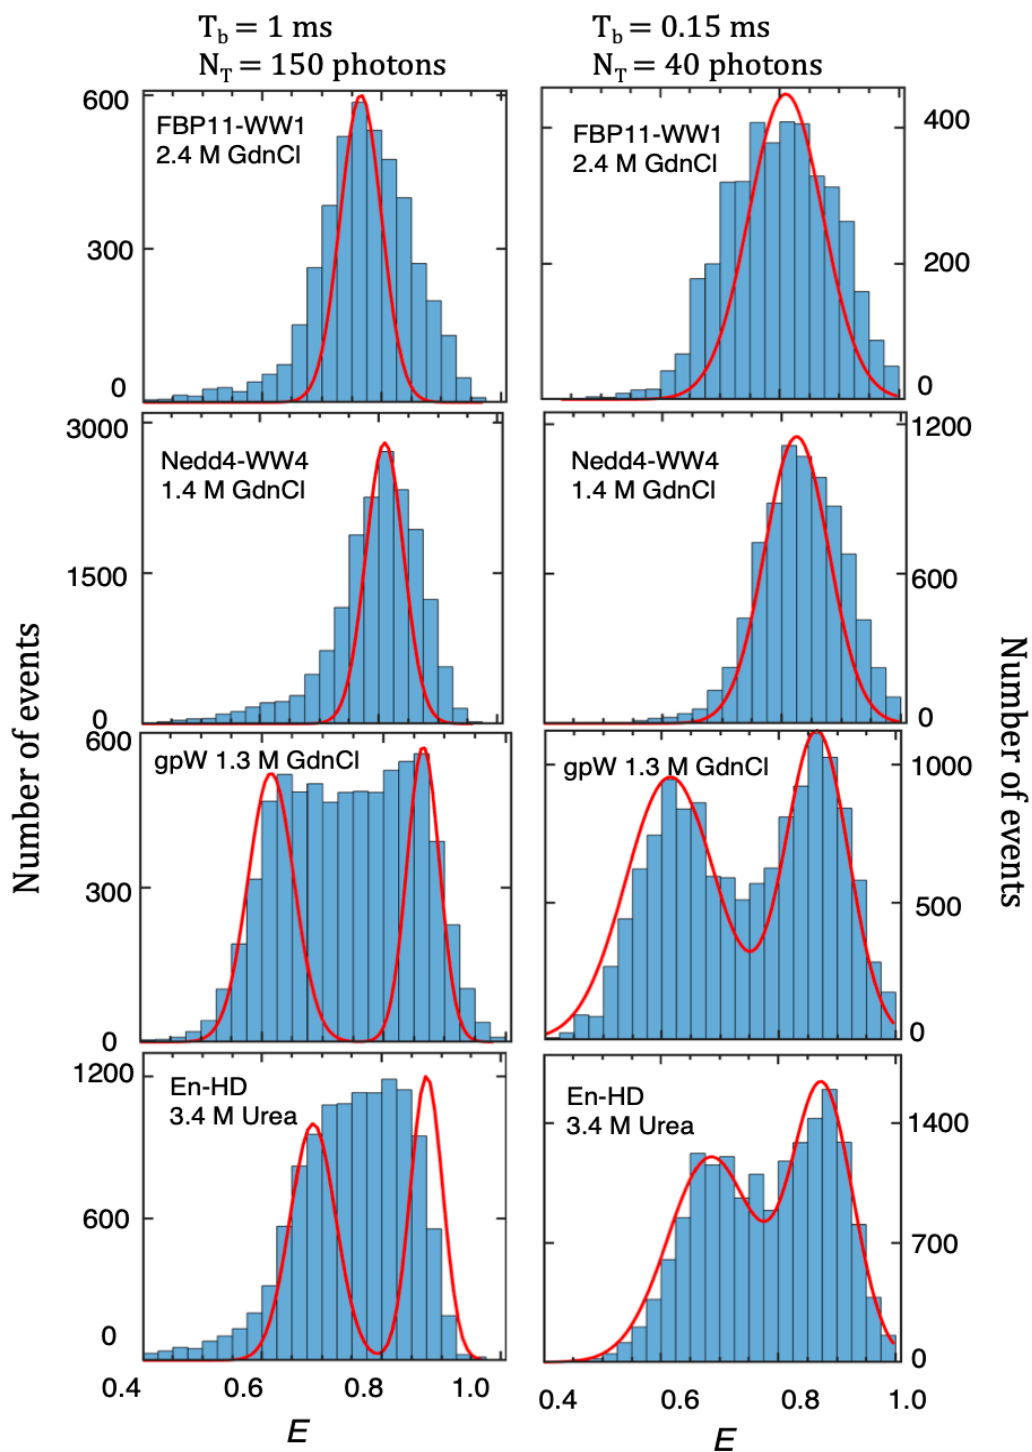 T_b = 1 ms
N_T = 150 photons
T_b = 0.15 ms
N_T = 40 photons
600
300
0
FBP11-WW1
2.4 M GdnCl
FBP11-WW1
2.4 M GdnCl
400
200
0
3000
1500
0
Nedd4-WW4
1.4 M GdnCl
Nedd4-WW4
1.4 M GdnCl
1200
600
0
600
300
0
gpW 1.3 M GdnCl
gpW 1.3 M GdnCl
1000
500
0
1200
600
0
En-HD
3.4 M Urea
En-HD
3.4 M Urea
1400
700
0
0.4 0.6 0.8 1.0
0.4 0.6 0.8 1.0
E
E
Number of events
Number of events